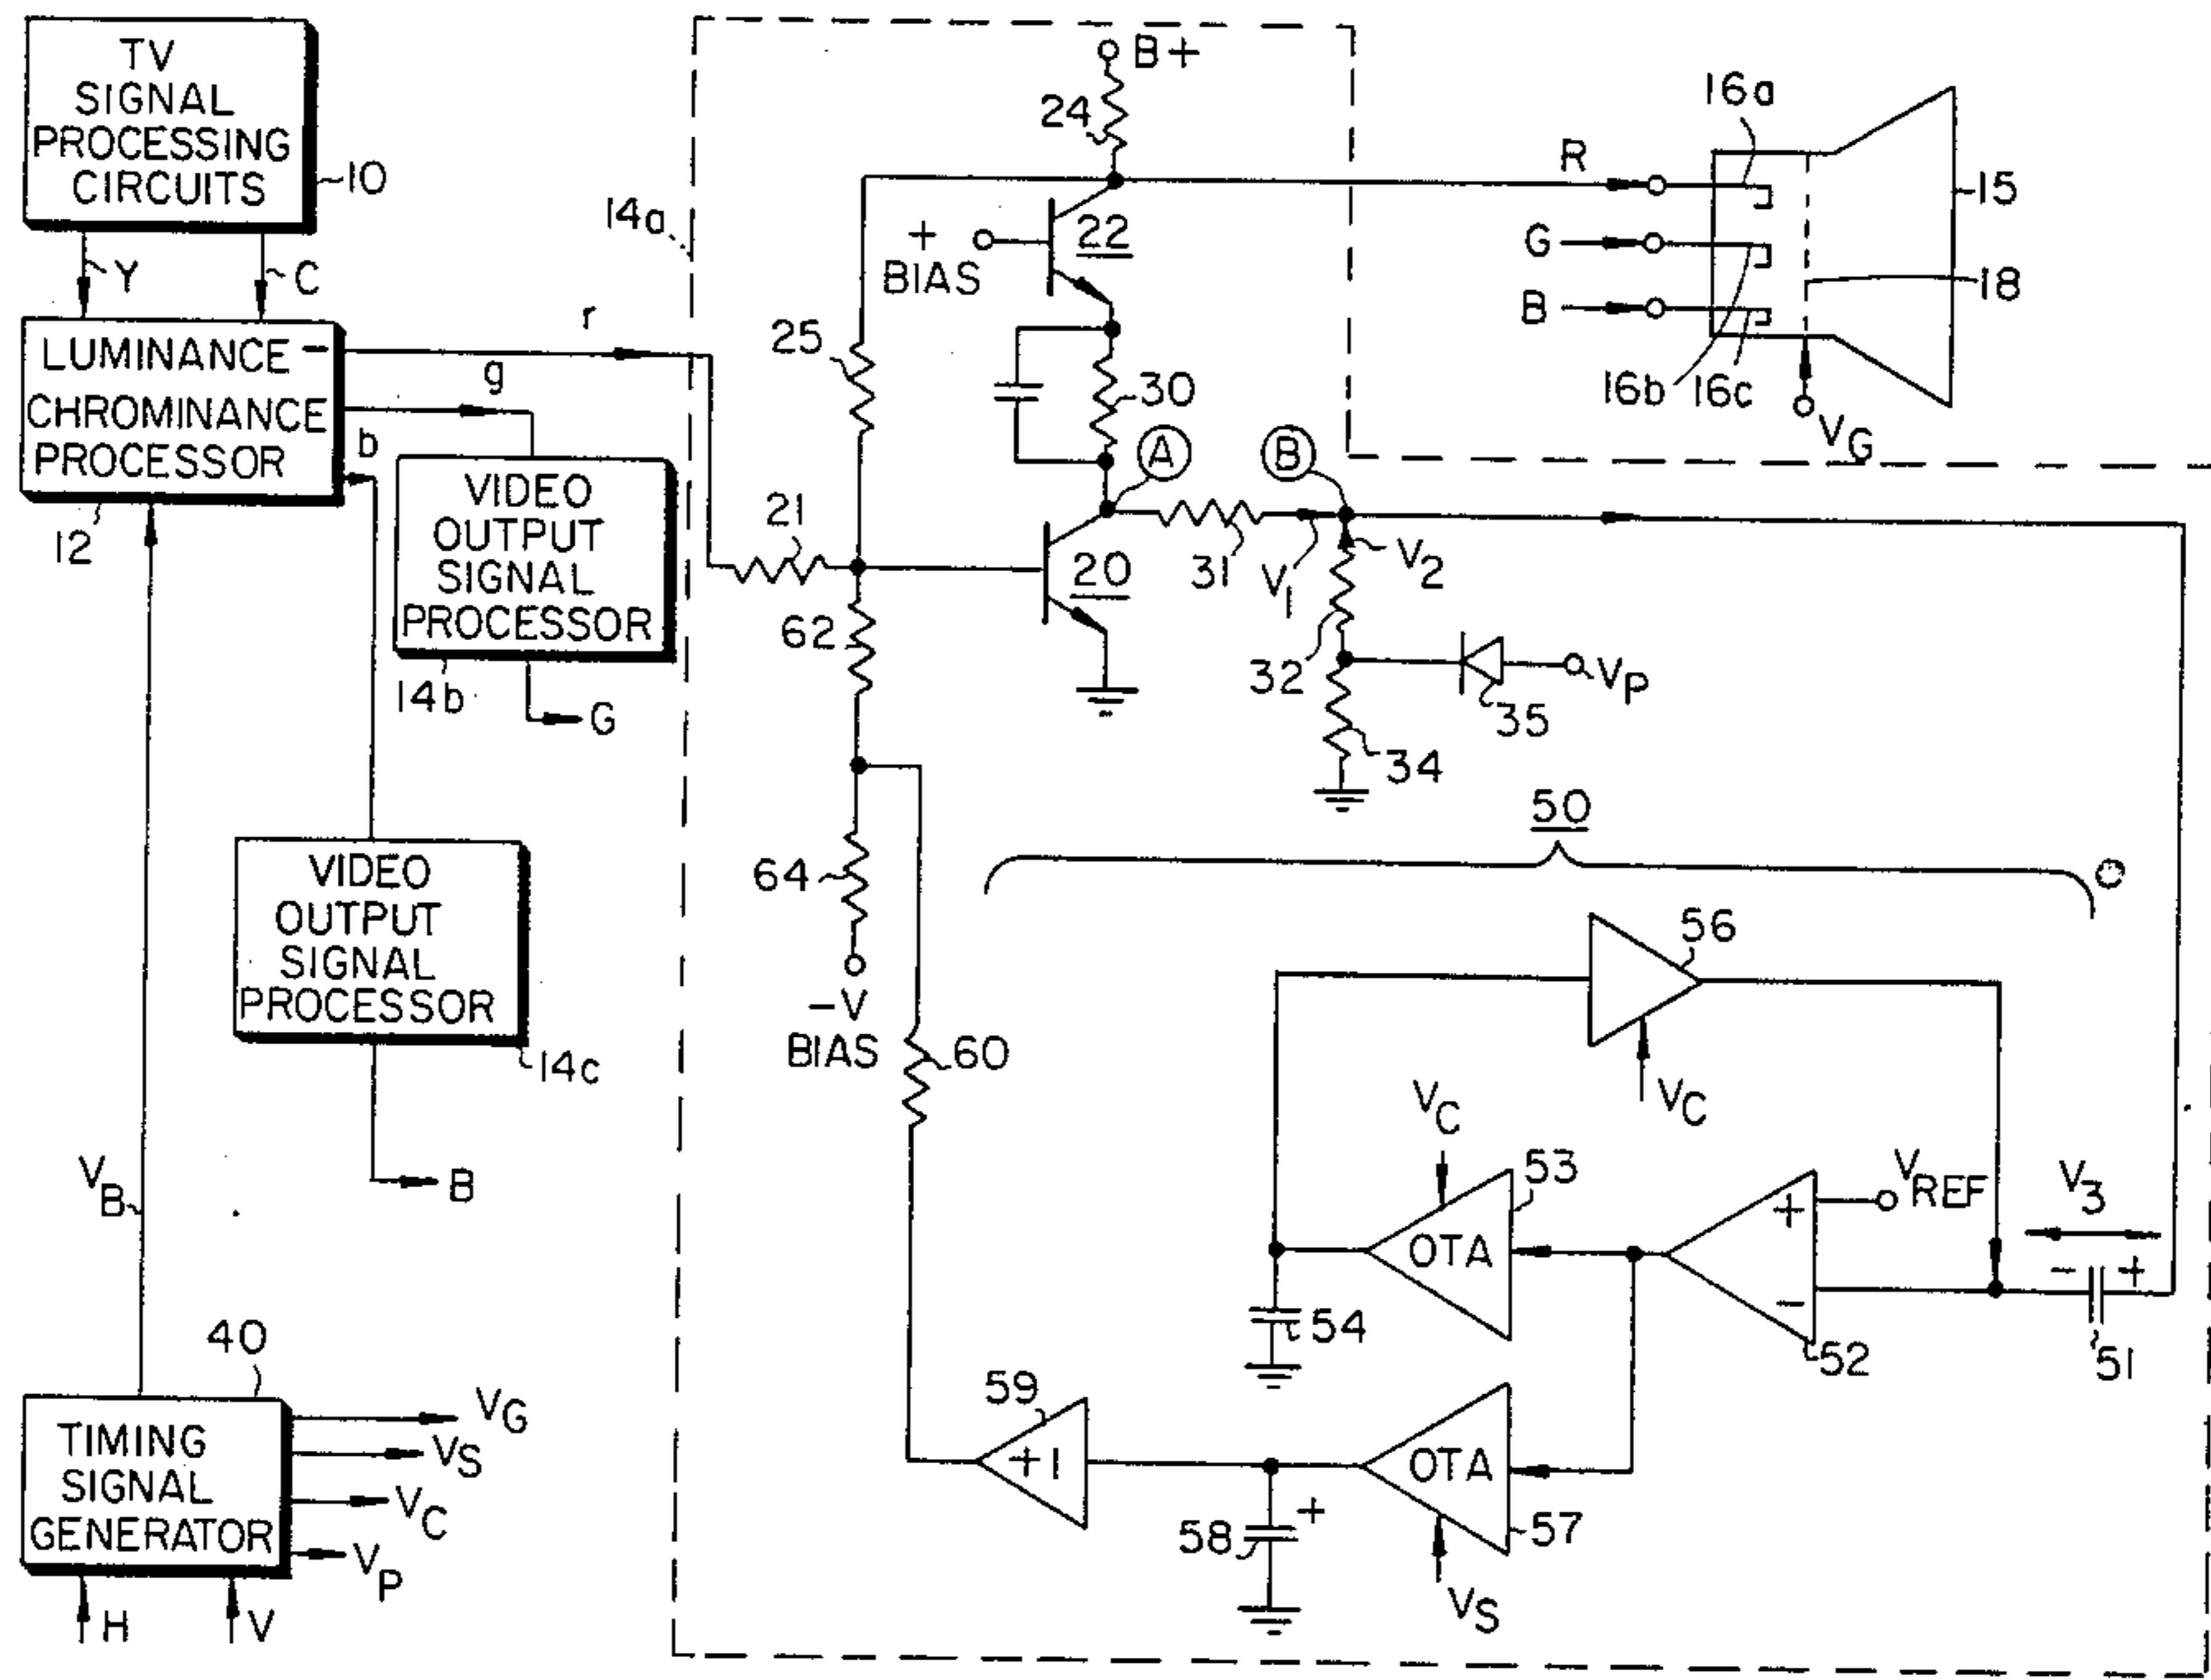 TV
SIGNAL
PROCESSING
CIRCUITS
10
Y
C
LUMINANCE -
CHROMINANCE
PROCESSOR
12
r
g
b
VIDEO
OUTPUT
SIGNAL
PROCESSOR
14b
G
VIDEO
OUTPUT
SIGNAL
PROCESSOR
14c
B
VB
40
TIMING
SIGNAL
GENERATOR
VG
VS
VC
VP
H
V
14a
B+
24
+
BIAS
22
25
30
A
B
21
20
31
V1
V2
32
VP
35
34
62
64
-V
BIAS
60
R
G
B
16a
16b
16c
15
18
VG
50
56
VC
VC
53
OTA
54
+
-
VREF
V3
- +
52
51
59
+1
OTA
57
58
+
VS